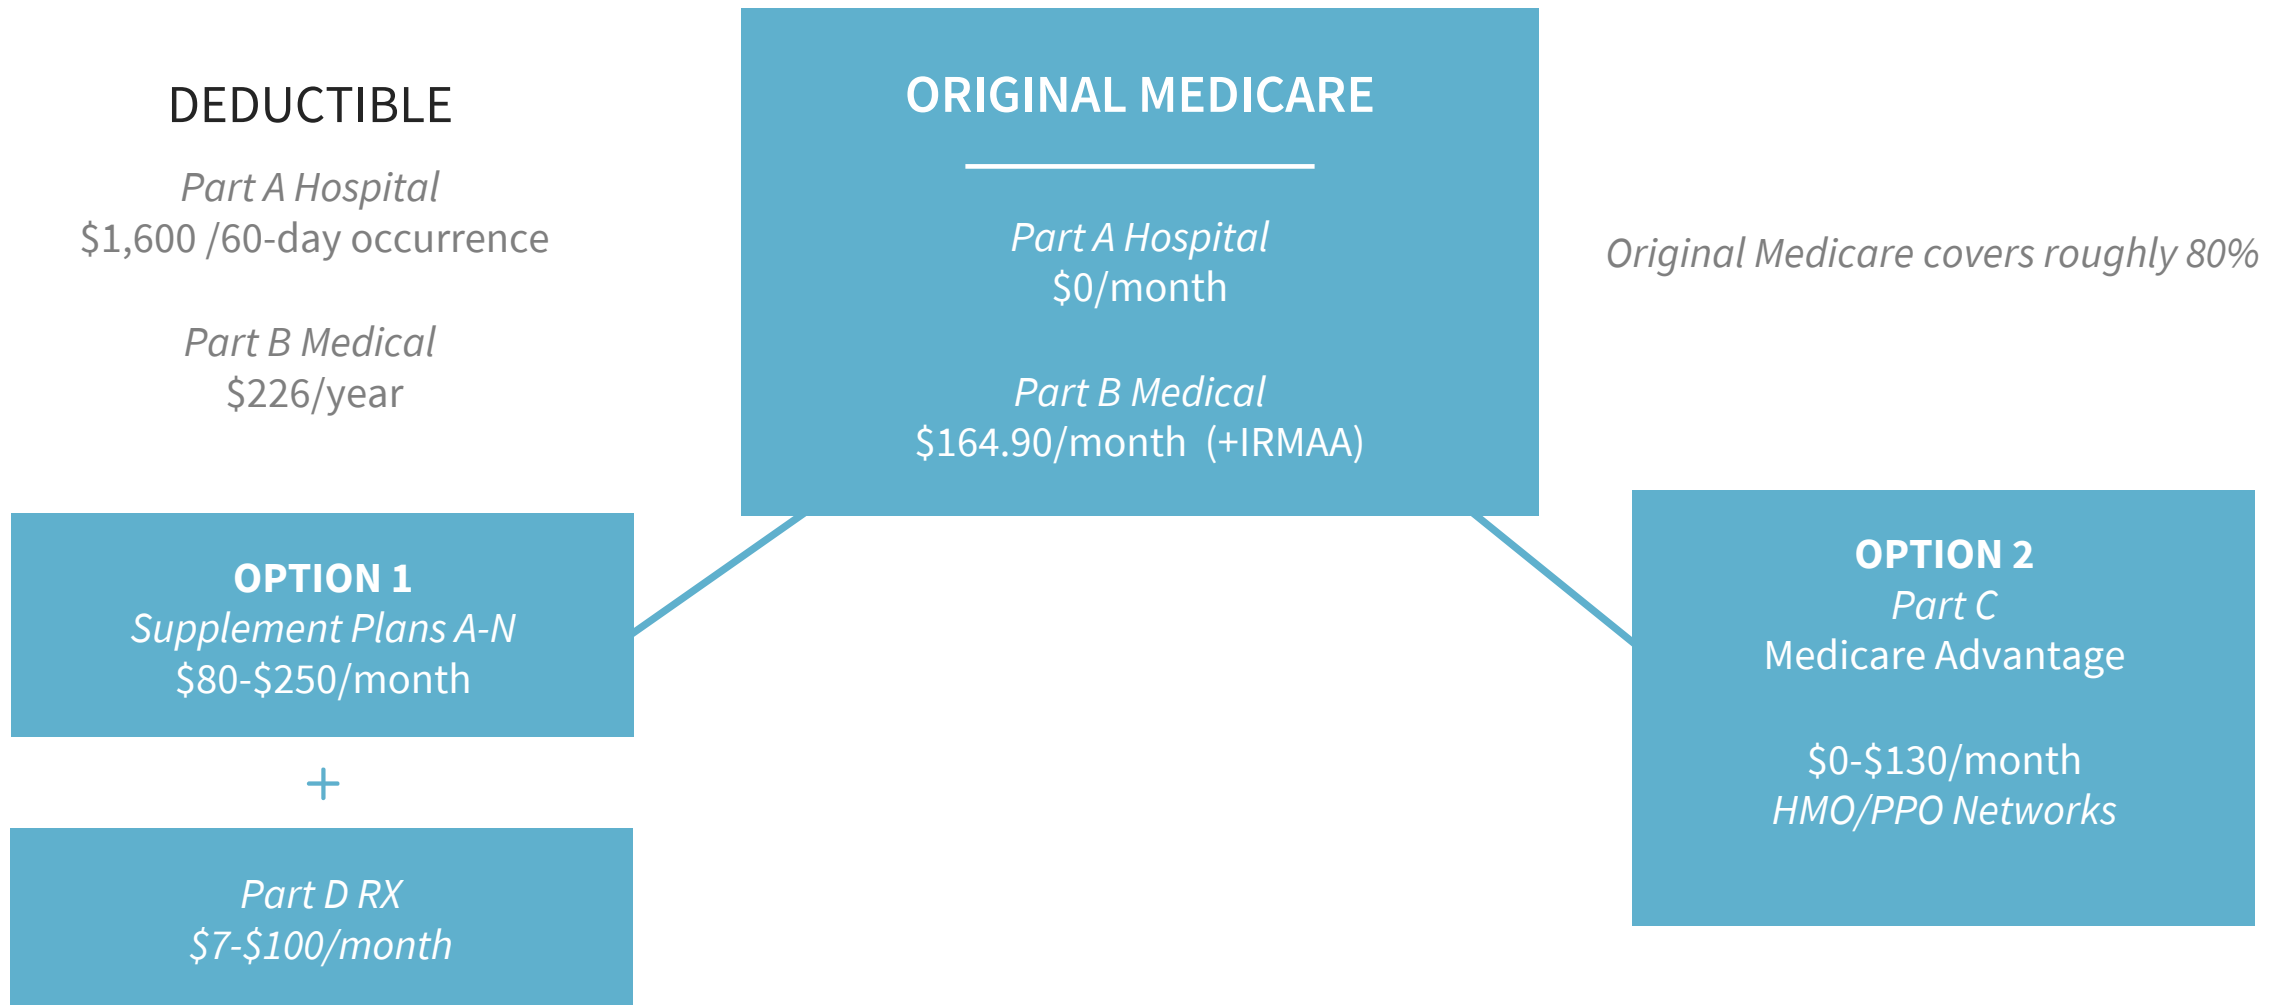 DEDUCTIBLE
Part A Hospital
$1,600 /60-day occurrence
Part B Medical
$226/year
ORIGINAL MEDICARE
Part A Hospital
$0/month
Part B Medical
$164.90/month (+IRMAA)
Original Medicare covers roughly 80%
OPTION 1
Supplement Plans A-N
$80-$250/month
+
Part D RX
$7-$100/month
OPTION 2
Part C
Medicare Advantage
$0-$130/month
HMO/PPO Networks